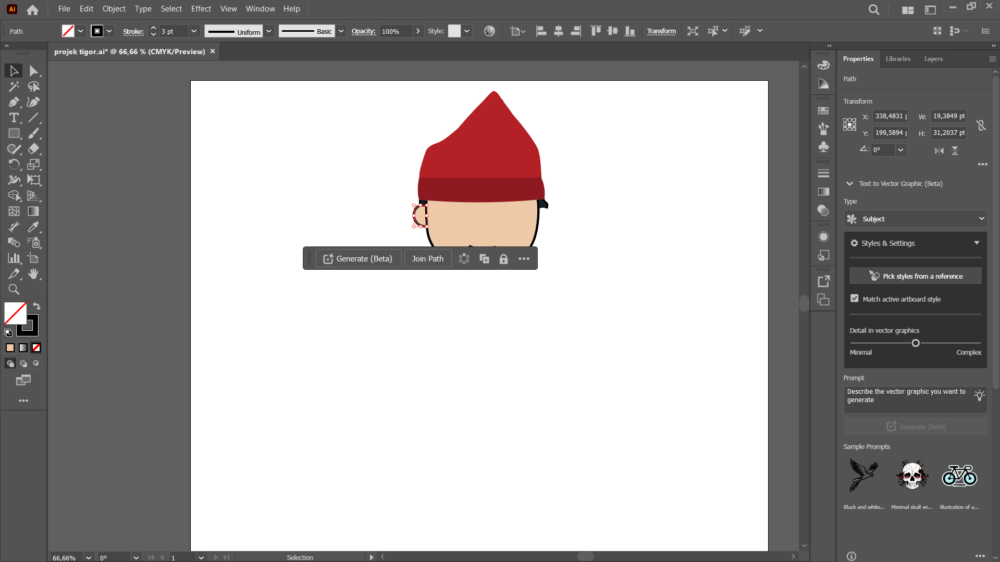 Ai File Edit Object Type Select Effect View Window Help
Path Stroke: 3 pt Uniform Basic Opacity: 100% Style: Transform
projek tigor.ai* @ 66,66 % (CMYK/Preview) ×
Properties Libraries Layers
Path
Transform
X: 338,4831 p W: 19,3849 pt
Y: 199,5894 p H: 31,2037 pt
0°
Text to Vector Graphic (Beta)
Type
Subject
Styles & Settings
Pick styles from a reference
Match active artboard style
Detail in vector graphics
Minimal Complex
Prompt
Describe the vector graphic you want to
generate
Generate (Beta)
Sample Prompts
Black and white... Minimal skull wi... illustration of a...
Generate (Beta) Join Path
66,66% 0° 1 Selection